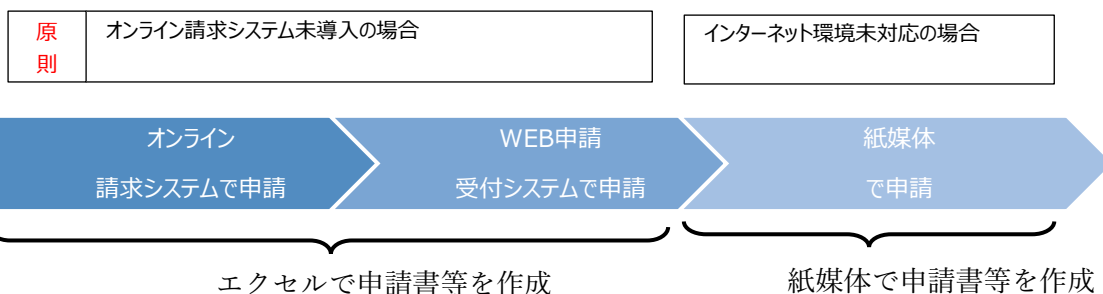 原
則
オンライン請求システム未導入の場合
インターネット環境未対応の場合
オンライン
請求システムで申請
WEB申請
受付システムで申請
紙媒体
で申請
エクセルで申請書等を作成
紙媒体で申請書等を作成